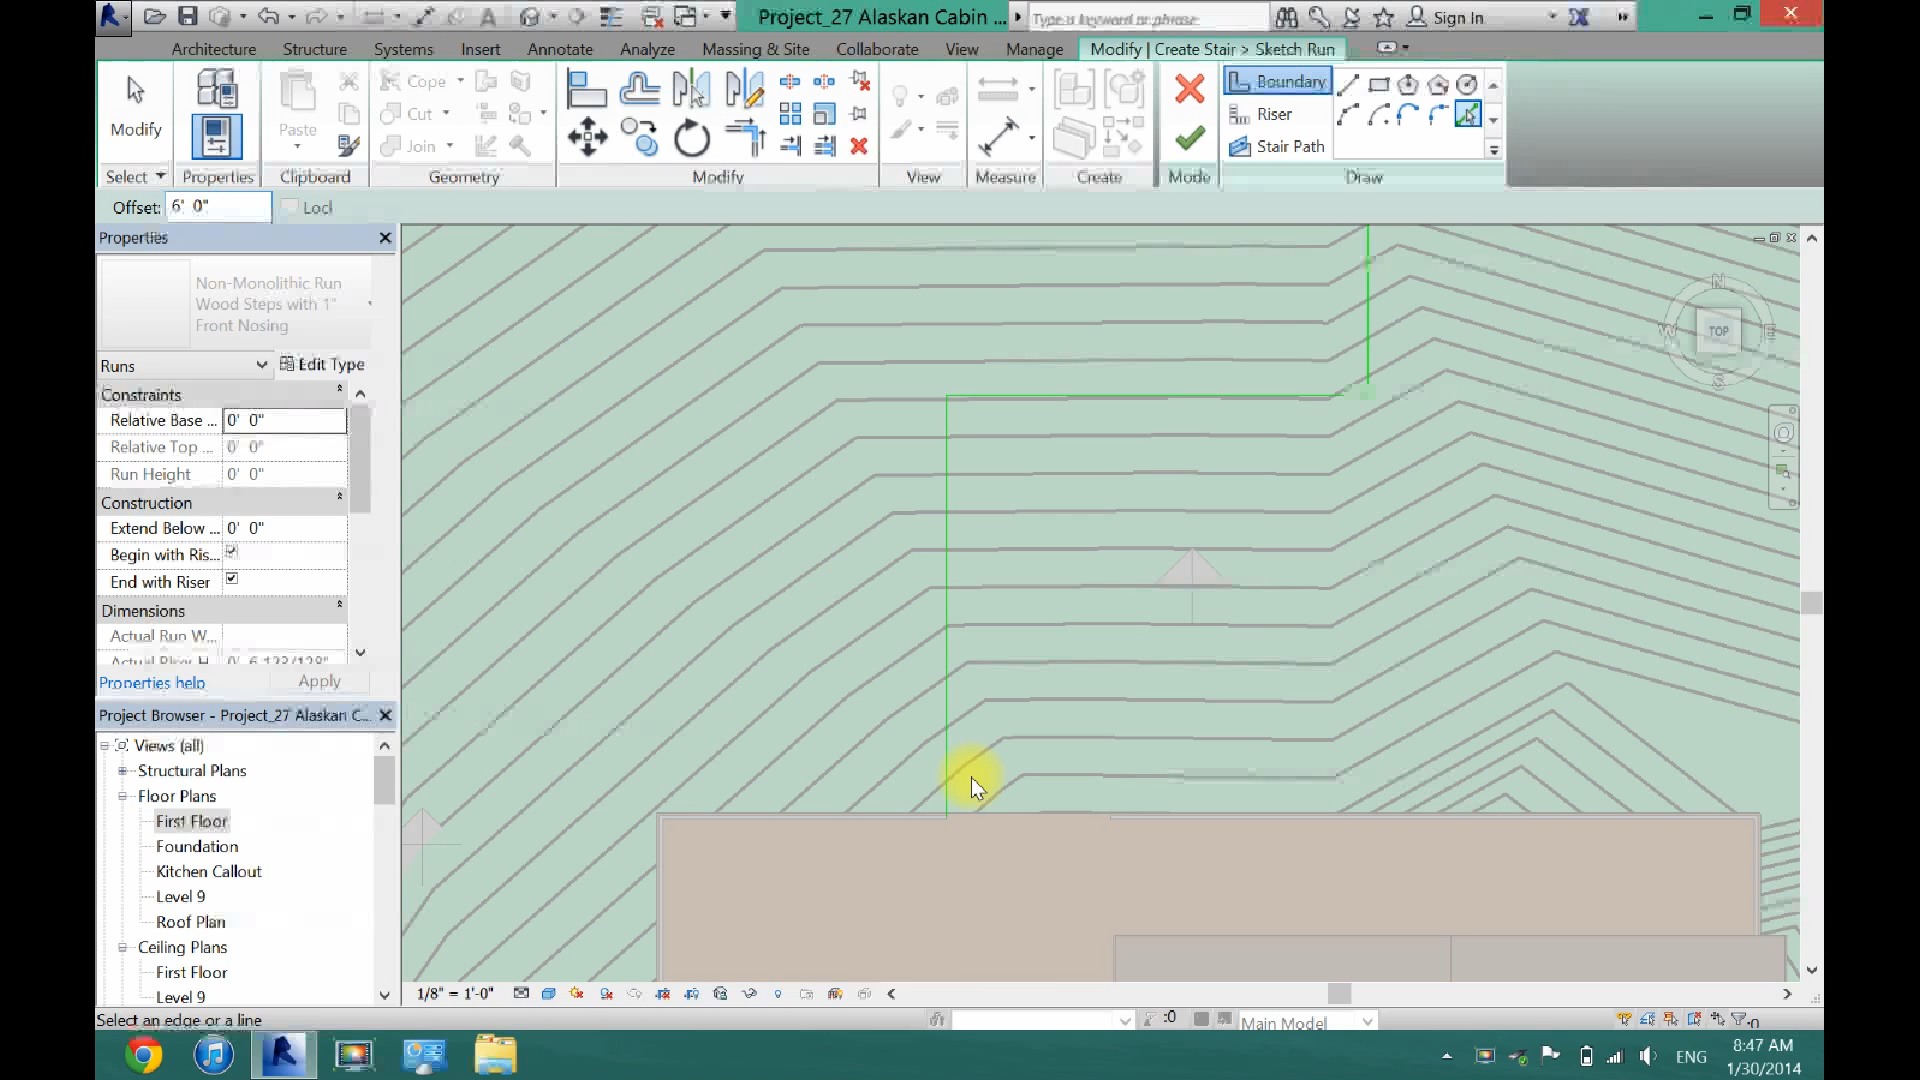 Project_27 Alaskan Cabin ...
Type a keyword or phrase
Sign In
Architecture
Structure
Systems
Insert
Annotate
Analyze
Massing & Site
Collaborate
View
Manage
Modify | Create Stair > Sketch Run
Modify
Paste
Cope
Cut
Join
Boundary
Riser
Stair Path
Select
Properties
Clipboard
Geometry
Modify
View
Measure
Create
Mode
Draw
Offset: 6' 0"
Properties
Non-Monolithic Run
Wood Steps with 1"
Front Nosing
Runs
Edit Type
Constraints
Relative Base ... 0' 0"
Relative Top ... 0' 0"
Run Height 0' 0"
Construction
Extend Below ... 0' 0"
Begin with Ris...
End with Riser
Dimensions
Actual Run W...
Properties help
Apply
Project Browser - Project_27 Alaskan C...
Views (all)
Structural Plans
Floor Plans
First Floor
Foundation
Kitchen Callout
Level 9
Roof Plan
Ceiling Plans
First Floor
Level 9
N
W
TOP
E
S
1/8" = 1'-0"
Select an edge or a line
:0
Main Model
ENG
8:47 AM
1/30/2014